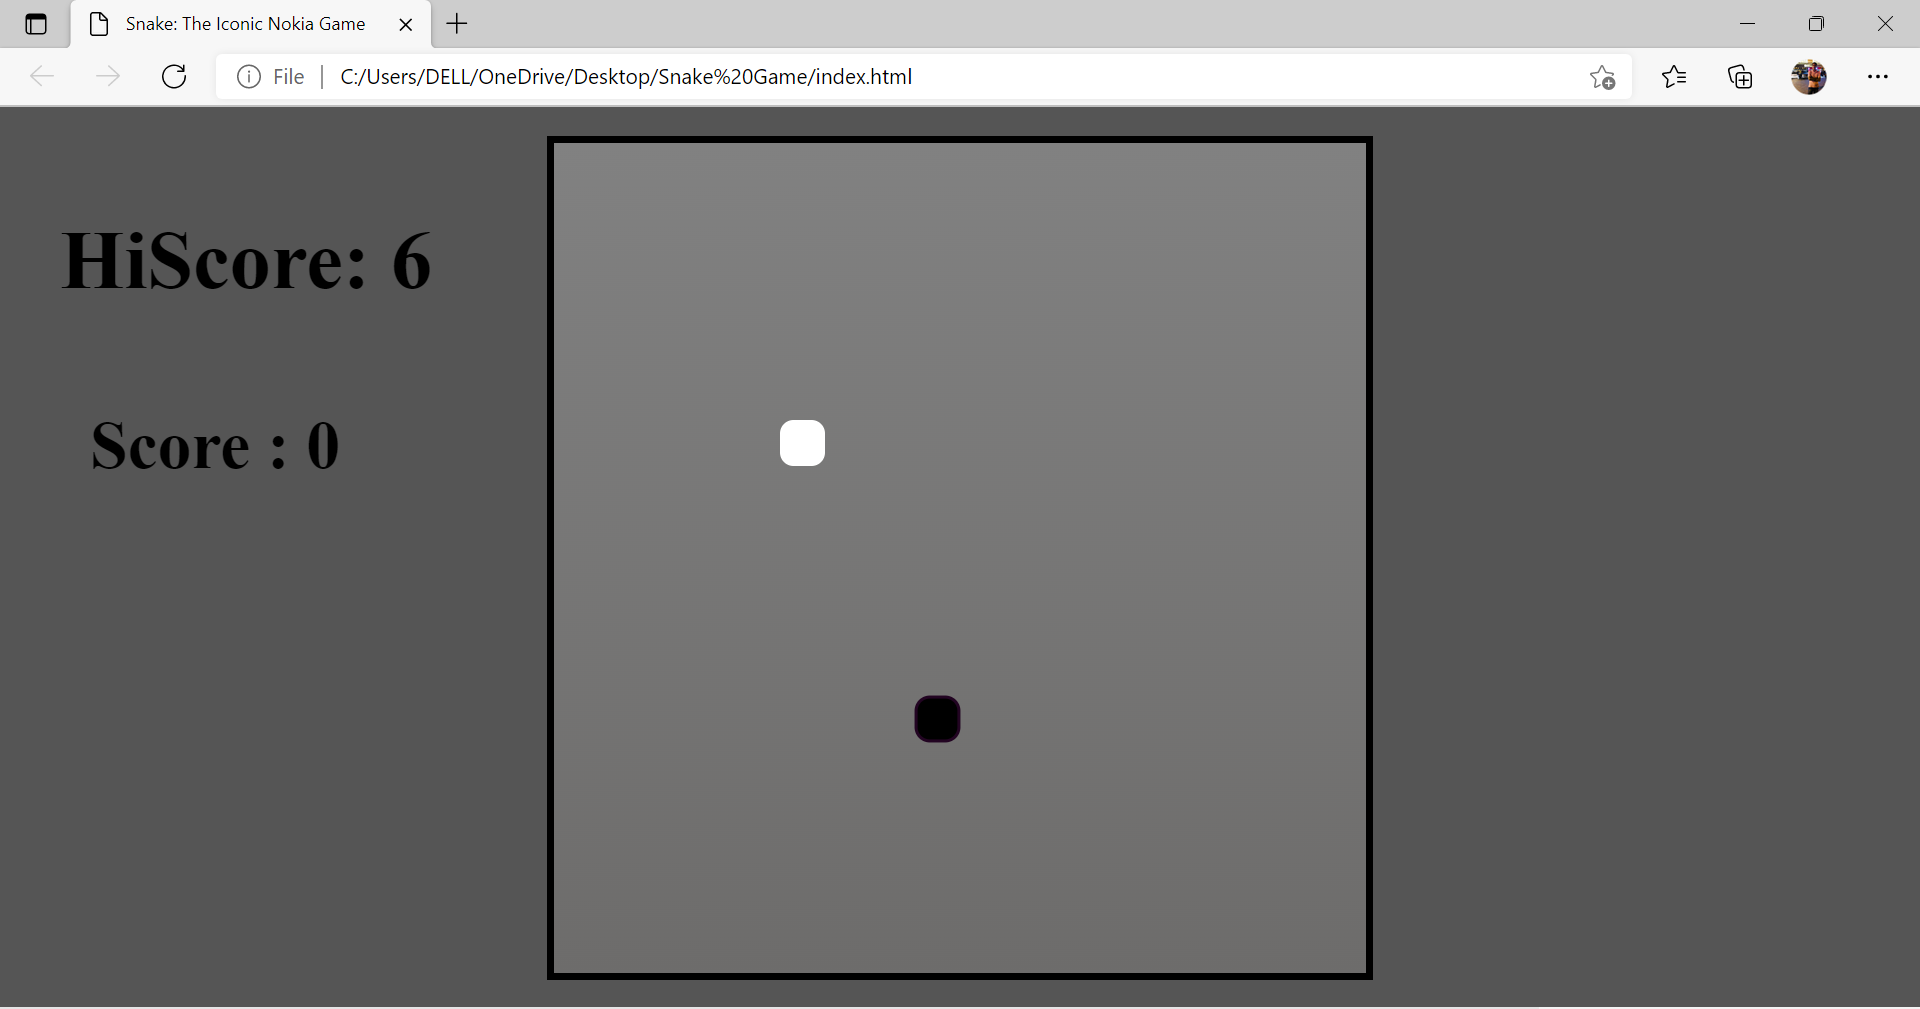 Snake: The Iconic Nokia Game
File
C:/Users/DELL/OneDrive/Desktop/Snake%20Game/index.html
HiScore: 6
Score : 0